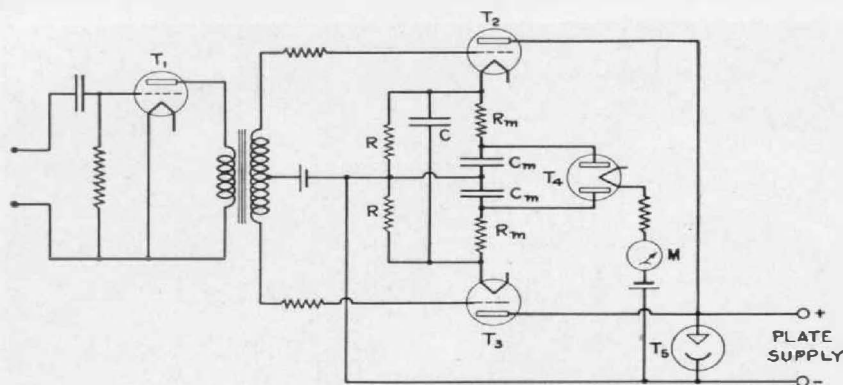 T1
T2
R
C
Rm
Cm
T4
Cm
R
Rm
M
T3
T5
+
PLATE
SUPPLY
-